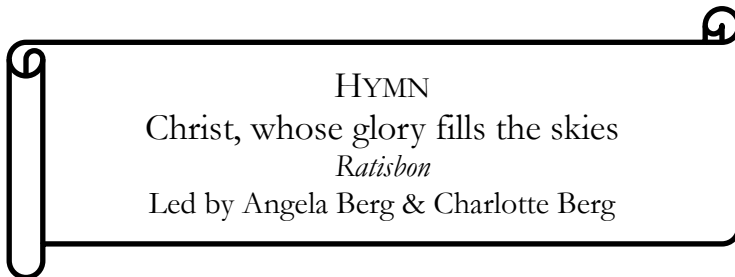 HYMN
Christ, whose glory fills the skies
Ratisbon
Led by Angela Berg & Charlotte Berg